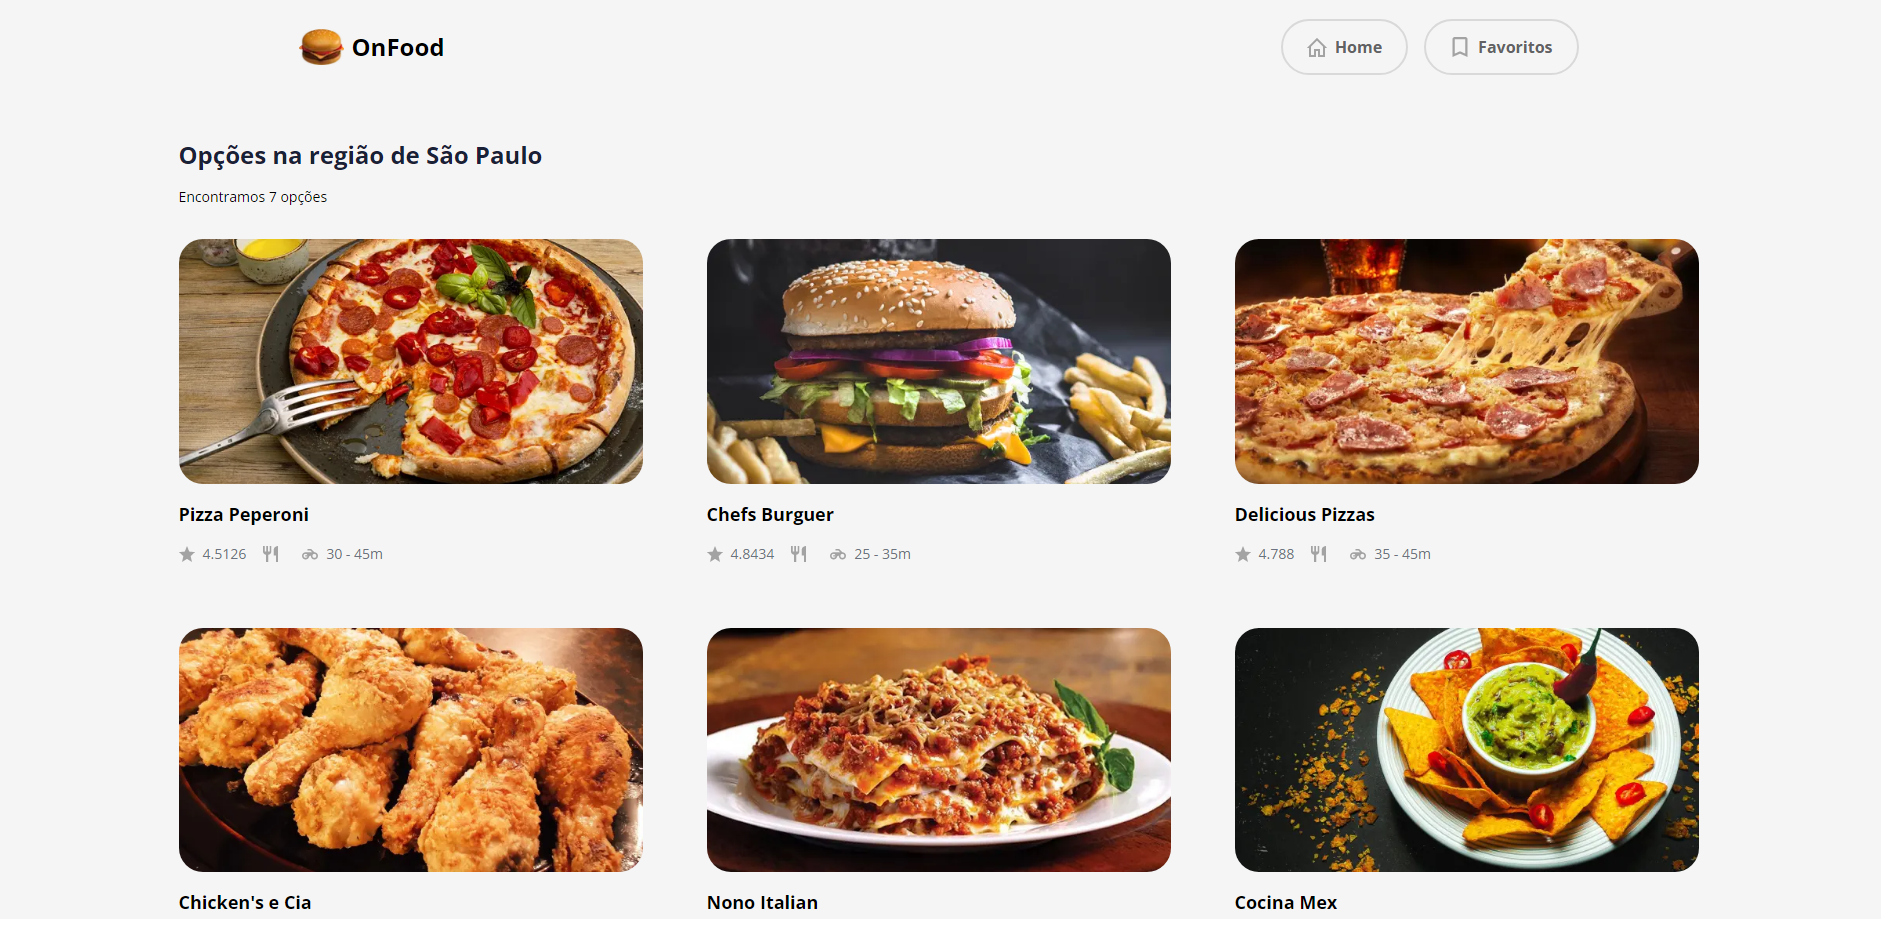 OnFood
Home
Favoritos
Opções na região de São Paulo
Encontramos 7 opções
Pizza Peperoni
4.5126
30 - 45m
Chefs Burguer
4.8434
25 - 35m
Delicious Pizzas
4.788
35 - 45m
Chicken's e Cia
Nono Italian
Cocina Mex